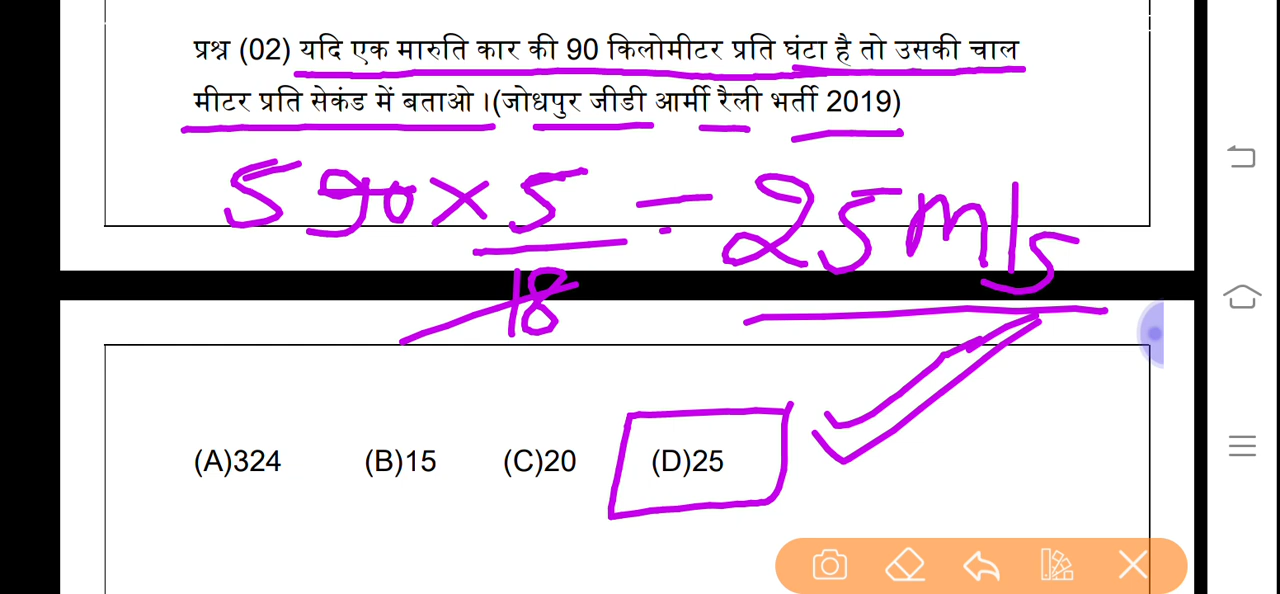 प्रश्न (02) यदि एक मारुति कार की 90 किलोमीटर प्रति घंटा है तो उसकी चाल
मीटर प्रति सेकंड में बताओ ।(जोधपुर जीडी आर्मी रैली भर्ती 2019)
5 90 × 5 = 25 m/s
18
(A)324 (B)15 (C)20 (D)25